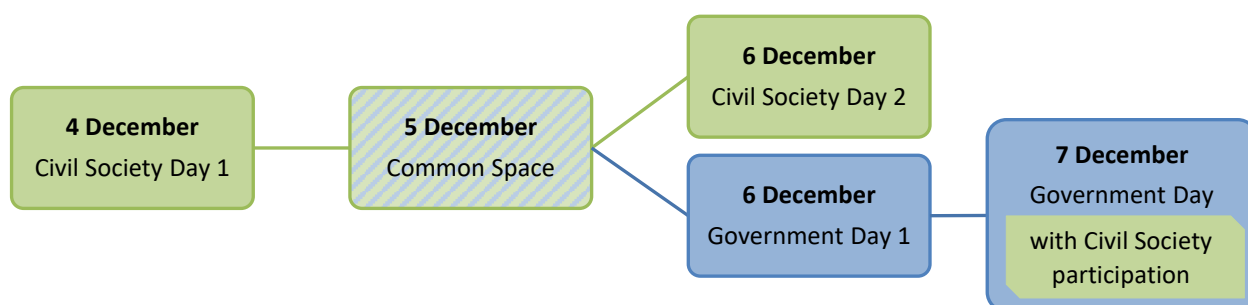 4 December
Civil Society Day 1
5 December
Common Space
6 December
Civil Society Day 2
6 December
Government Day 1
7 December
Government Day
with Civil Society
participation